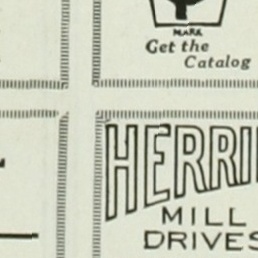 MARK
Get the
Catalog
HERRI
MILL
DRIVES